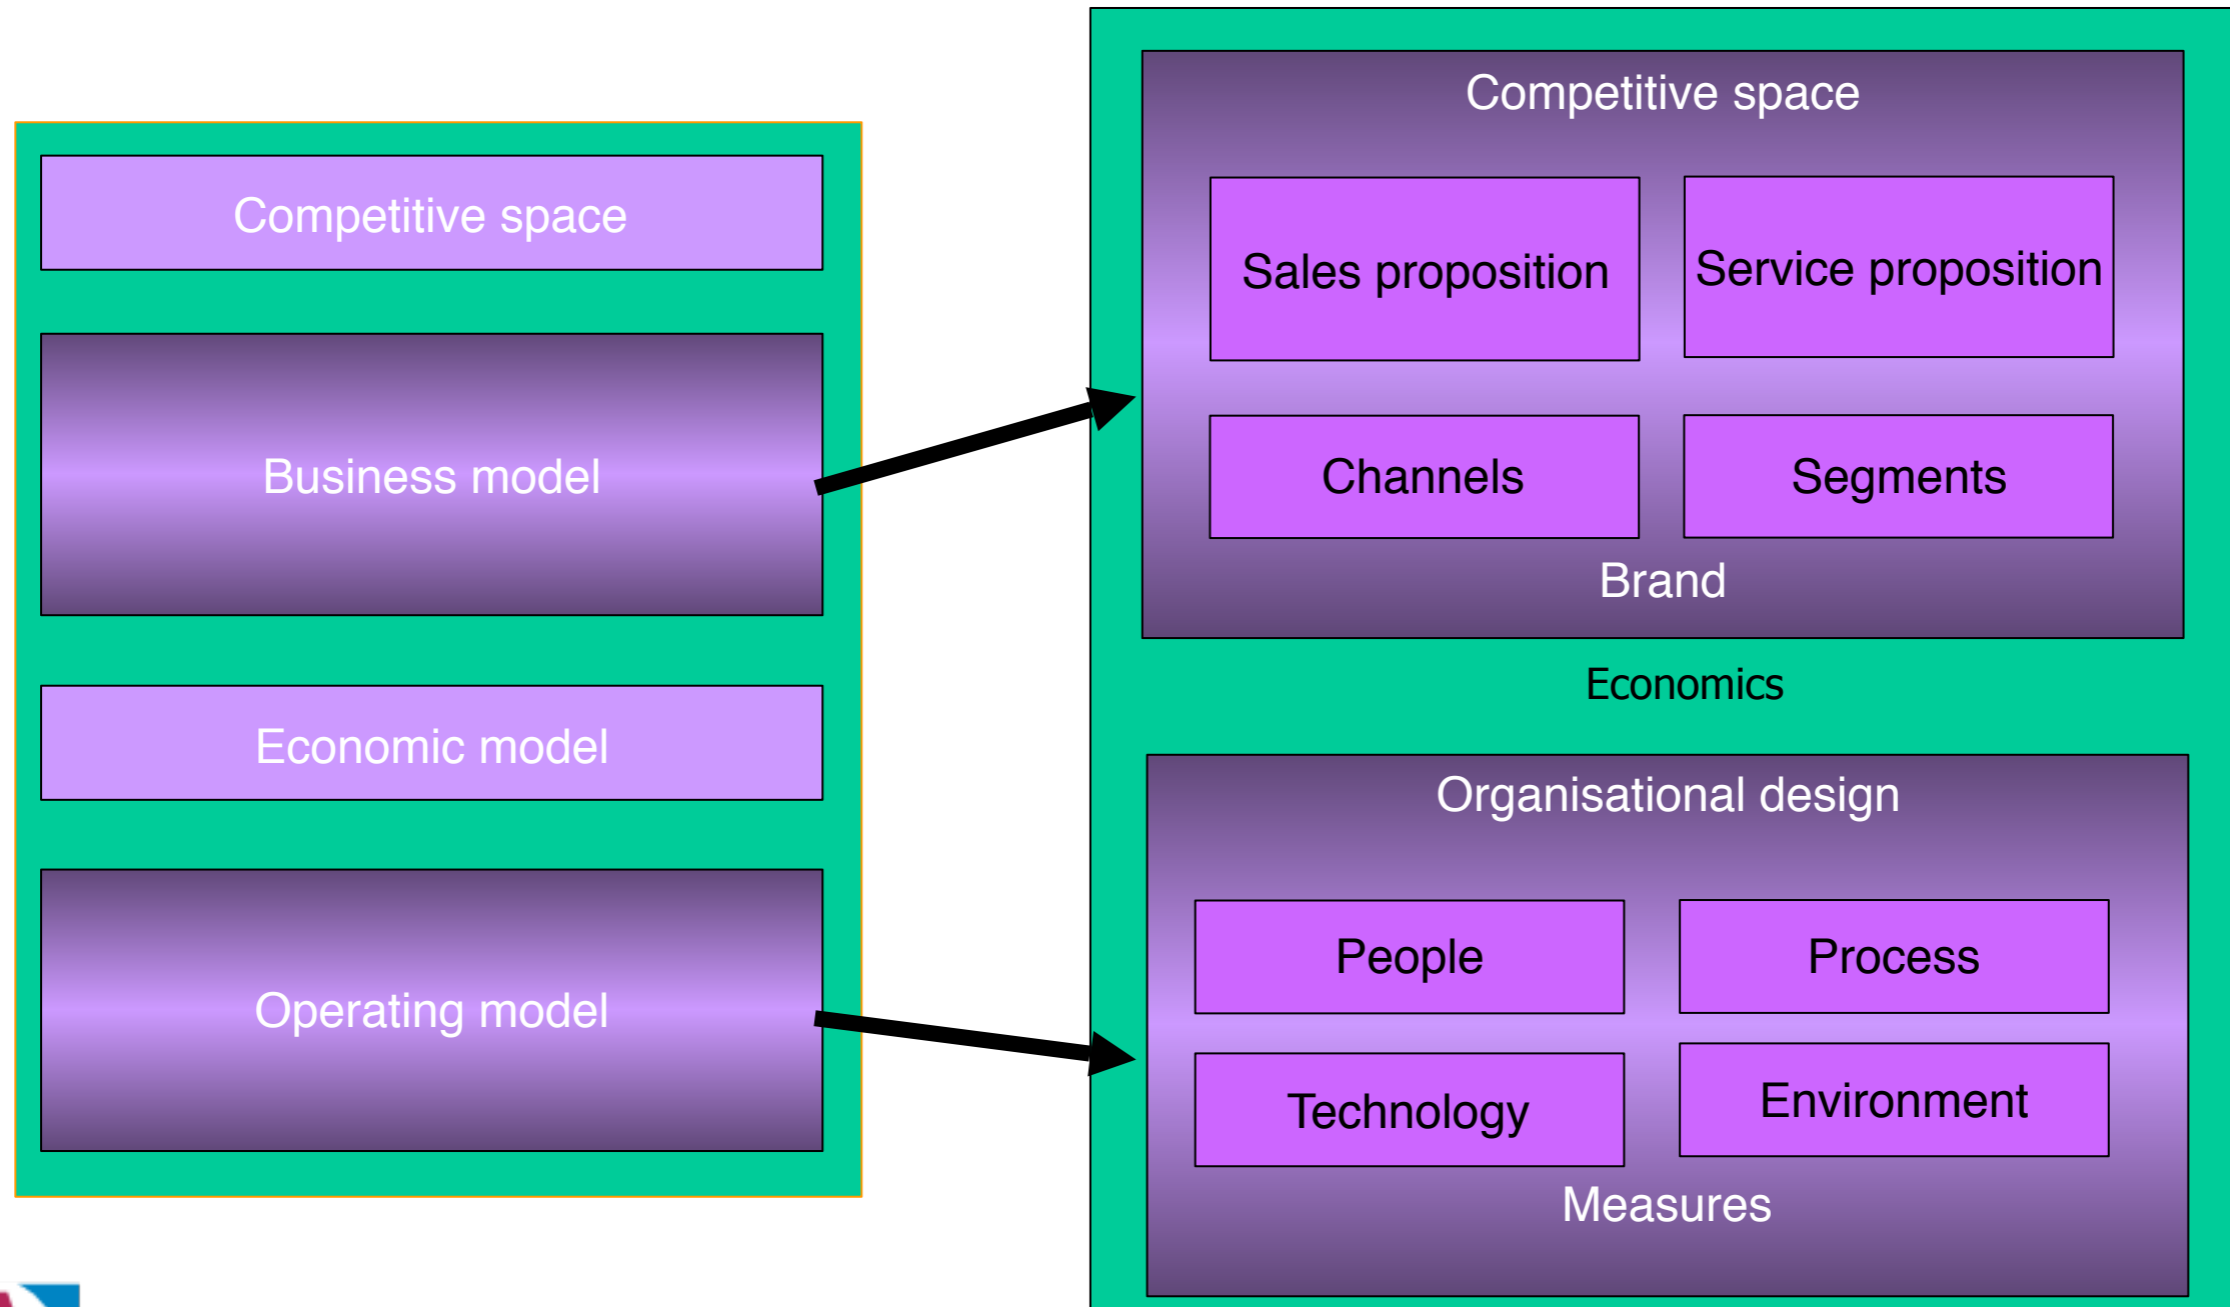 Competitive space
Business model
Economic model
Operating model
Competitive space
Sales proposition
Service proposition
Channels
Segments
Brand
Economics
Organisational design
People
Process
Technology
Environment
Measures